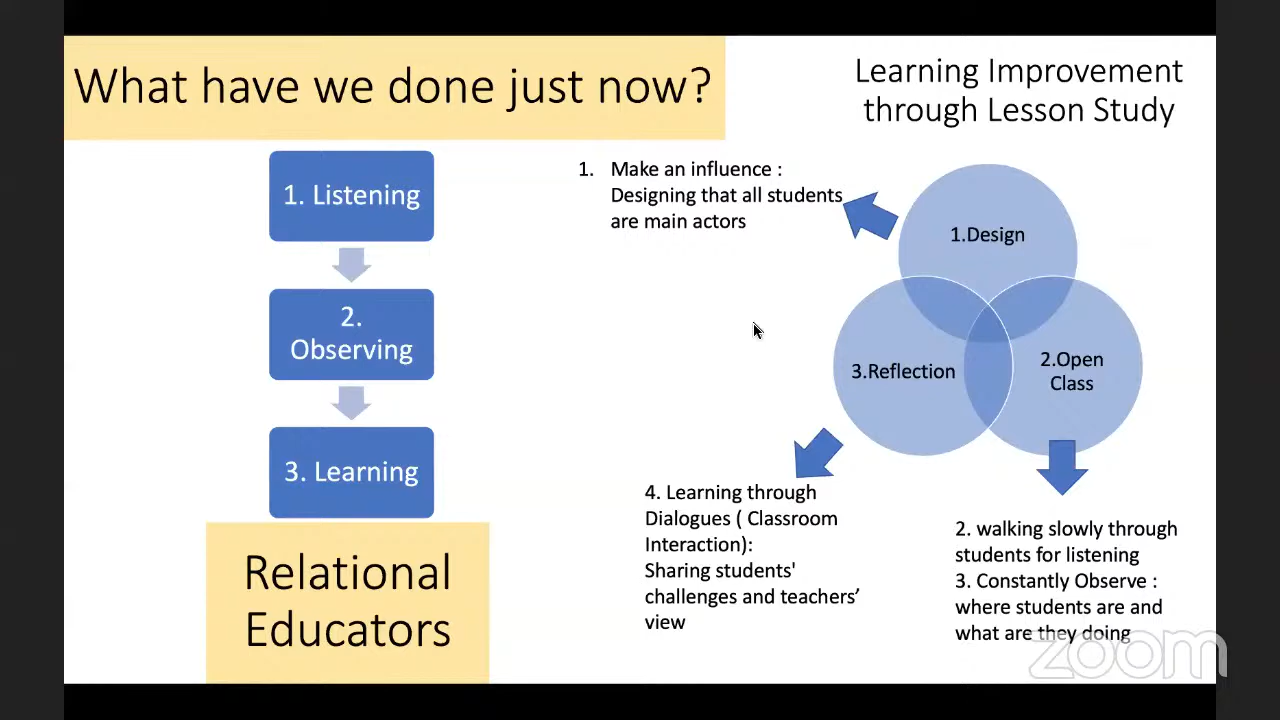 What have we done just now?
1. Listening
2.
Observing
3. Learning
Relational
Educators
Learning Improvement
through Lesson Study
1. Make an influence :
Designing that all students
are main actors
1.Design
3.Reflection
2.Open
Class
4. Learning through
Dialogues ( Classroom
Interaction):
Sharing students'
challenges and teachers’
view
2. walking slowly through
students for listening
3. Constantly Observe :
where students are and
what are they doing
zoom